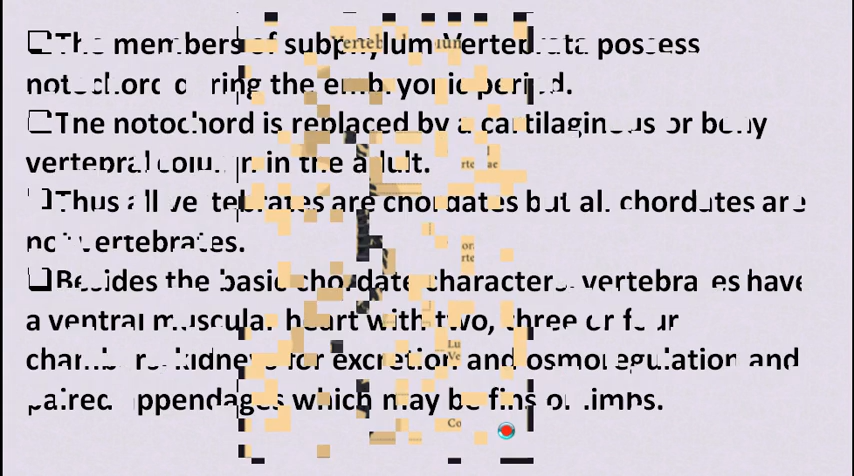 ❑The members of subphylum Vertebrata possess
notochord during the embryonic period.
❑The notochord is replaced by a cartilaginous or bony
vertebral column in the adult.
❑Thus all vertebrates are chordates but all chordates are
not vertebrates.
❑Besides the basic chordate characters, vertebrates have
a ventral muscular heart with two, three or four
chambers, kidneys for excretion and osmoregulation and
paired appendages which may be fins or limbs.